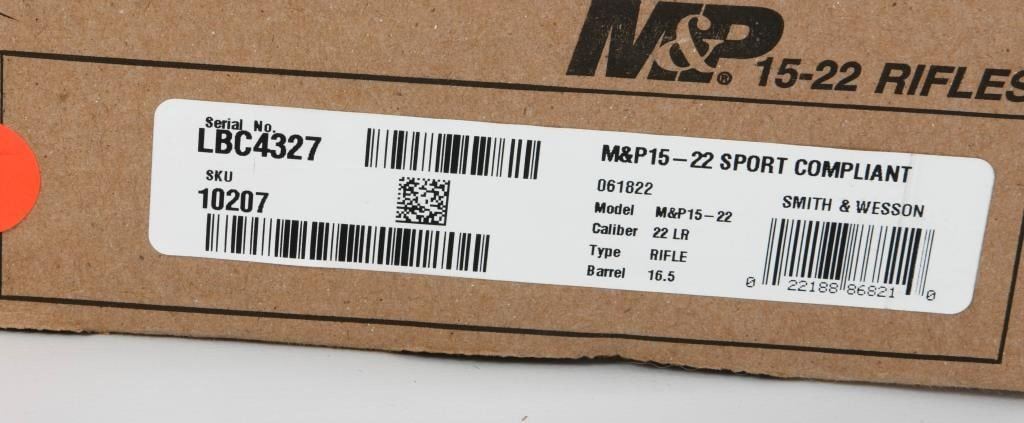 M&P® 15-22 RIFLES
Serial No.
LBC4327
SKU
10207
M&P15-22 SPORT COMPLIANT
061822
Model M&P15-22
Caliber 22 LR
Type RIFLE
Barrel 16.5
SMITH & WESSON
0 22188 86821 0